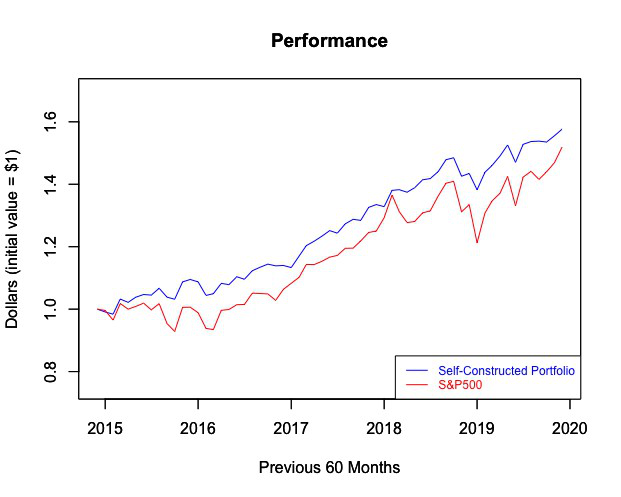 Performance
Dollars (initial value = $1)
1.6
1.4
1.2
1.0
0.8
Self-Constructed Portfolio
S&P500
2015 2016 2017 2018 2019 2020
Previous 60 Months